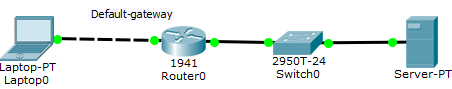 Default-gateway
Laptop-PT
Laptop0
1941
Router0
2950T-24
Switch0
Server-PT